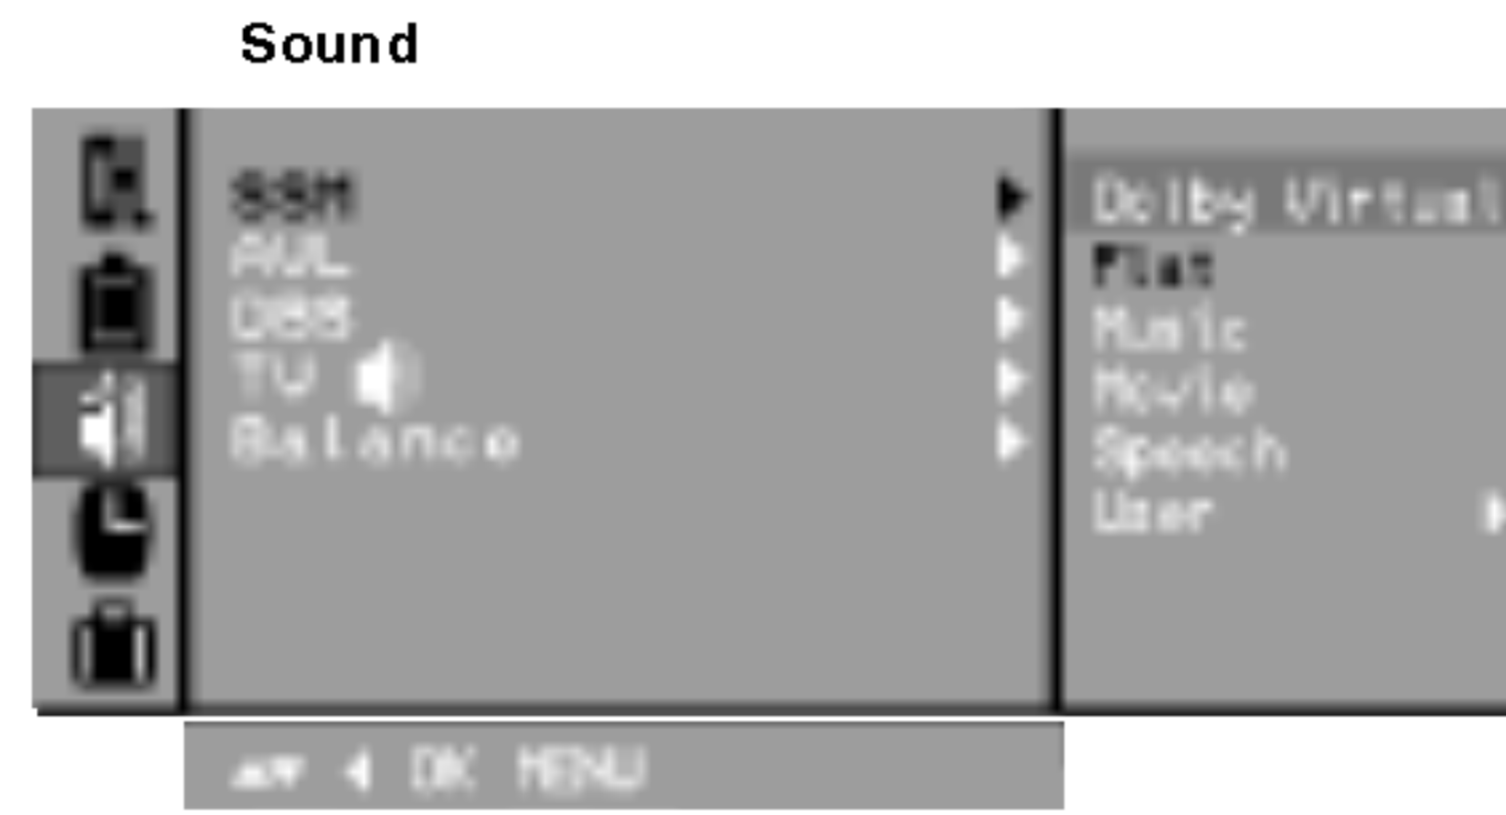 Sound
SSM
AVL
DBS
TV
Balance
Dolby Virtual
Flat
Music
Movie
Speech
User
OK MENU